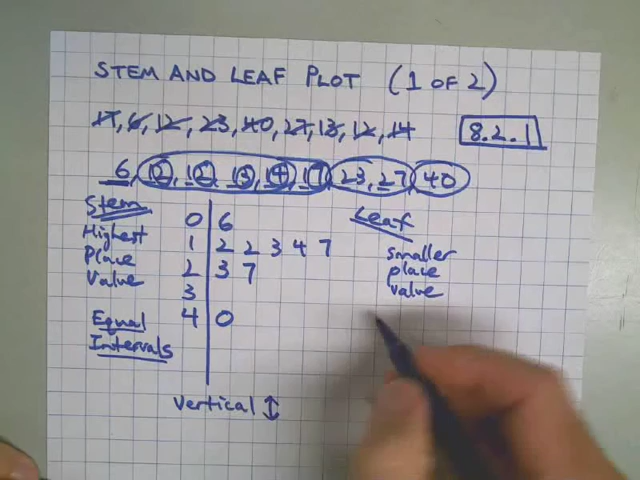 STEM AND LEAF PLOT (1 OF 2)
17, 6, 12, 23, 40, 27, 13, 12, 14
8.2.1
6, 12, 12, 13, 14, 17, 23, 27, 40
Stem
Highest
Place
Value
Equal
Intervals
0 | 6
1 | 2 2 3 4 7
2 | 3 7
3 |
4 | 0
Leaf
smaller
place
value
Vertical ↕